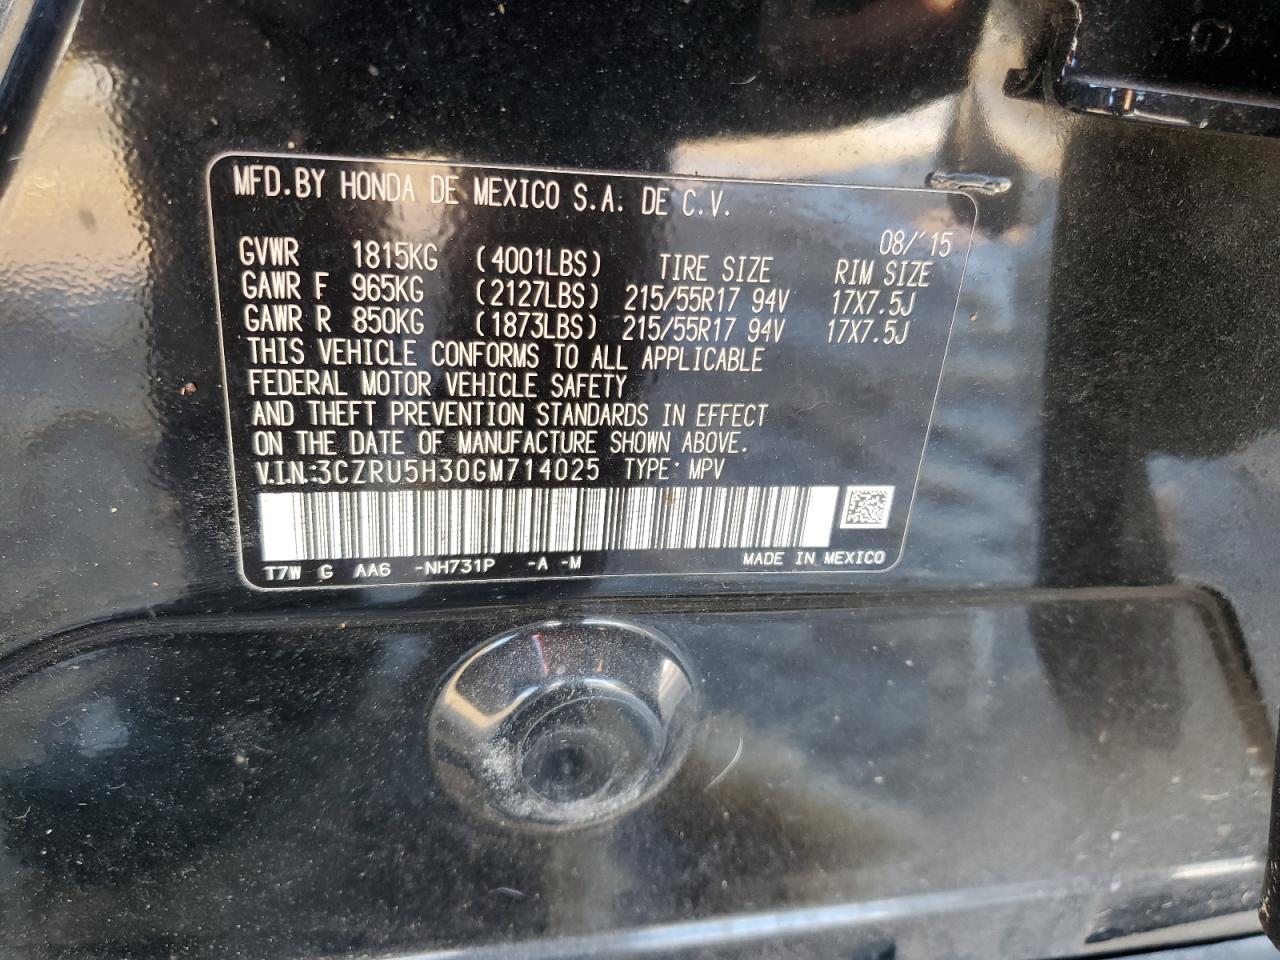 MFD.BY HONDA DE MEXICO S.A. DE C.V.
08/'15
GVWR 1815KG (4001LBS) TIRE SIZE RIM SIZE
GAWR F 965KG (2127LBS) 215/55R17 94V 17X7.5J
GAWR R 850KG (1873LBS) 215/55R17 94V 17X7.5J
THIS VEHICLE CONFORMS TO ALL APPLICABLE
FEDERAL MOTOR VEHICLE SAFETY
AND THEFT PREVENTION STANDARDS IN EFFECT
ON THE DATE OF MANUFACTURE SHOWN ABOVE.
V.I.N.:3CZRU5H30GM714025 TYPE: MPV
T7W G AA6 -NH731P -A -M MADE IN MEXICO